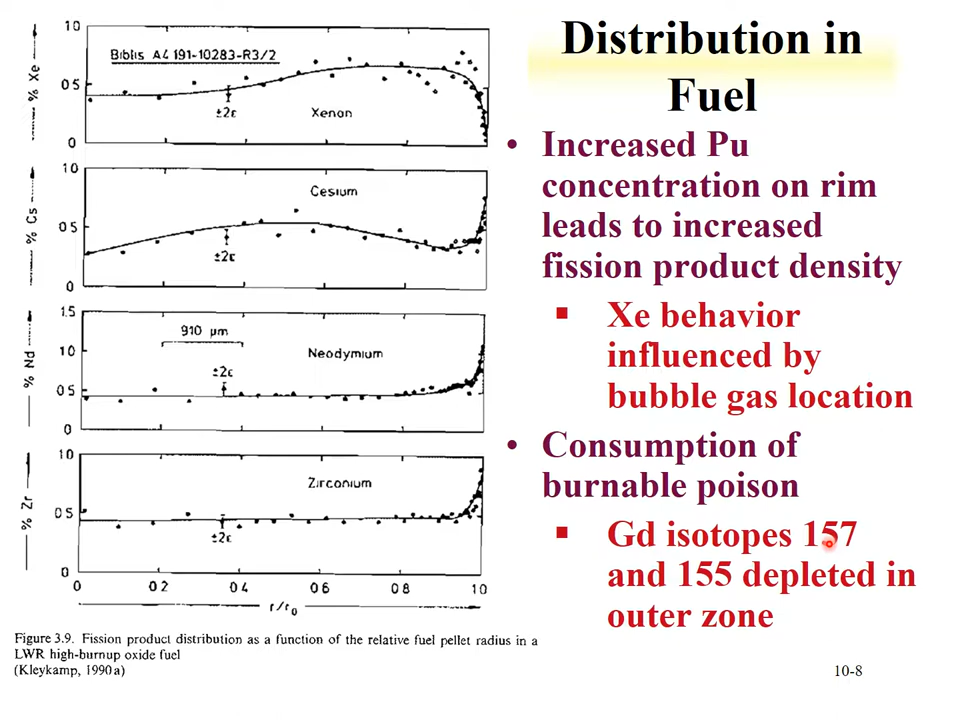 Distribution in
Fuel
• Increased Pu
concentration on rim
leads to increased
fission product density
▪ Xe behavior
influenced by
bubble gas location
• Consumption of
burnable poison
▪ Gd isotopes 157
and 155 depleted in
outer zone
10-8
% Xe
1 0
0 5
0
Biblis A4 191-10283-R3/2
±2ε
Xenon
% Cs
1 0
0 5
0
Cesium
±2ε
% Nd
1.5
1 0
0 5
0
910 μm
±2ε
Neodymium
% Zr
1 0
0 5
0
Zirconium
±2ε
0 0 2 0 4 0 6 0 8 1 0
r/r0
Figure 3.9. Fission product distribution as a function of the relative fuel pellet radius in a
LWR high-burnup oxide fuel
(Kleykamp, 1990a)